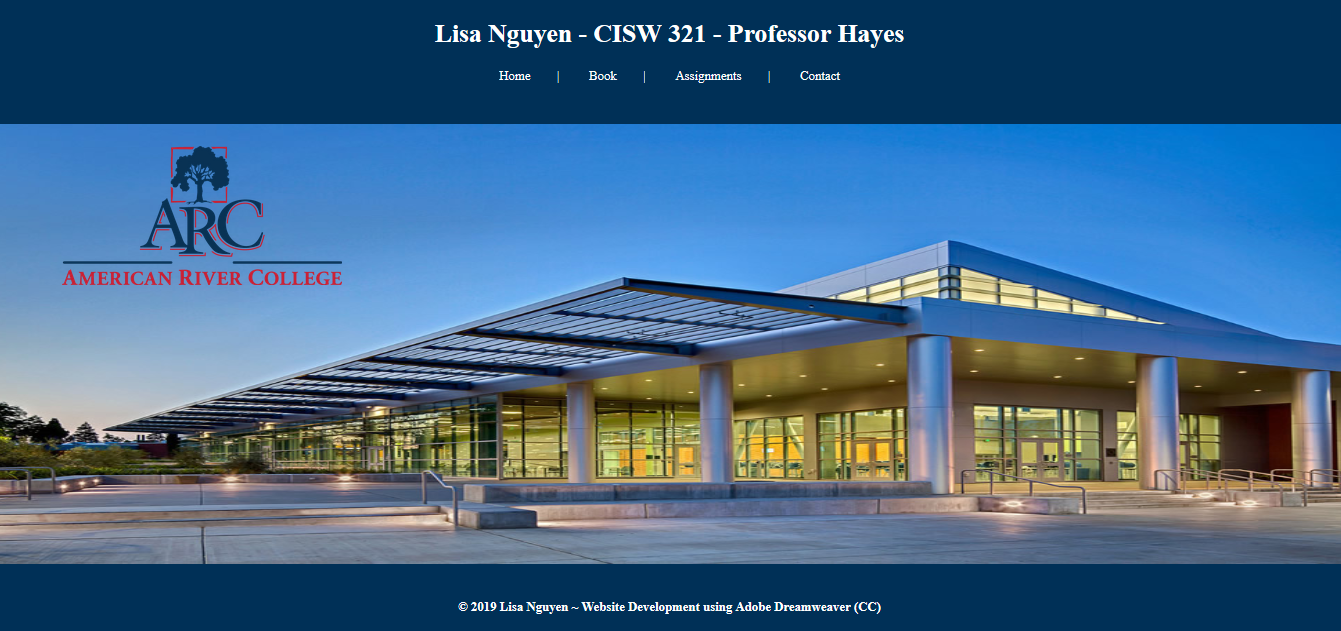 Lisa Nguyen - CISW 321 - Professor Hayes
Home | Book | Assignments | Contact
ARC
AMERICAN RIVER COLLEGE
© 2019 Lisa Nguyen ~ Website Development using Adobe Dreamweaver (CC)